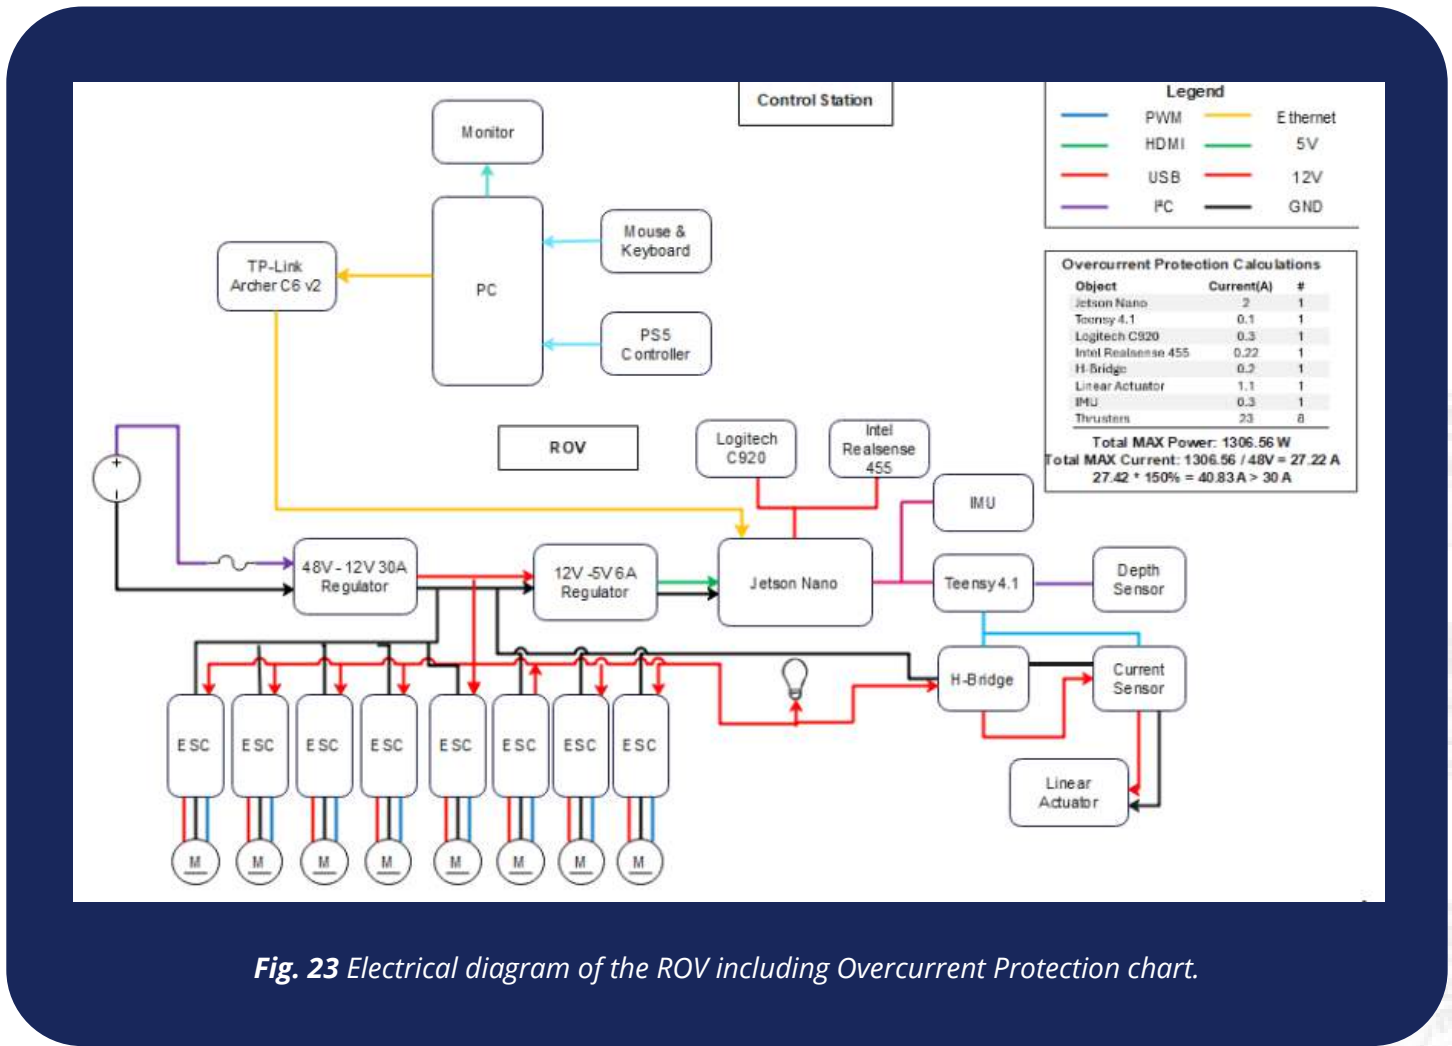 Control Station
Legend
PWM Ethernet
HDMI 5V
USB 12V
I²C GND
Monitor
Mouse &
Keyboard
TP-Link
Archer C6 v2
PC
PS5
Controller
Overcurrent Protection Calculations
Object Current(A) #
Jetson Nano 2 1
Teensy 4.1 0.1 1
Logitech C920 0.3 1
Intel Realsense 455 0.22 1
H-Bridge 0.2 1
Linear Actuator 1.1 1
IMU 0.3 1
Thrusters 23 8
Total MAX Power: 1306.56 W
Total MAX Current: 1306.56 / 48V = 27.22 A
27.42 * 150% = 40.83 A > 30 A
ROV
Logitech
C920
Intel
Realsense
455
IMU
+
48V - 12V 30A
Regulator
12V -5V 6A
Regulator
Jetson Nano
Teensy 4.1
Depth
Sensor
H-Bridge
Current
Sensor
ESC ESC ESC ESC ESC ESC ESC ESC
Linear
Actuator
M M M M M M M M
Fig. 23 Electrical diagram of the ROV including Overcurrent Protection chart.